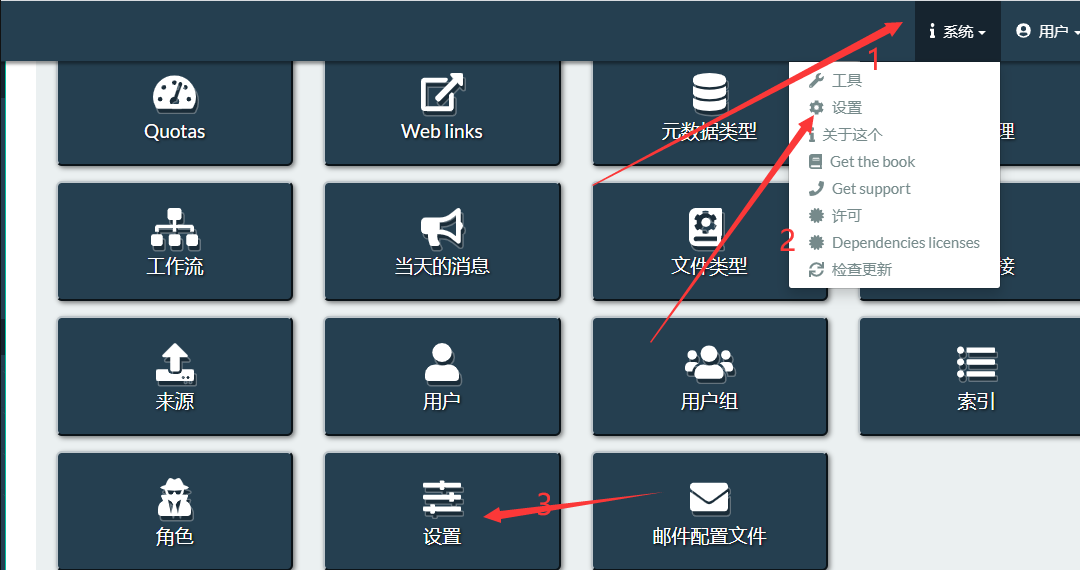 系统
用户
1
工具
设置
关于这个
Get the book
Get support
许可
Dependencies licenses
检查更新
2
Quotas
Web links
元数据类型
理
工作流
当天的消息
文件类型
接
来源
用户
用户组
索引
角色
设置
3
邮件配置文件